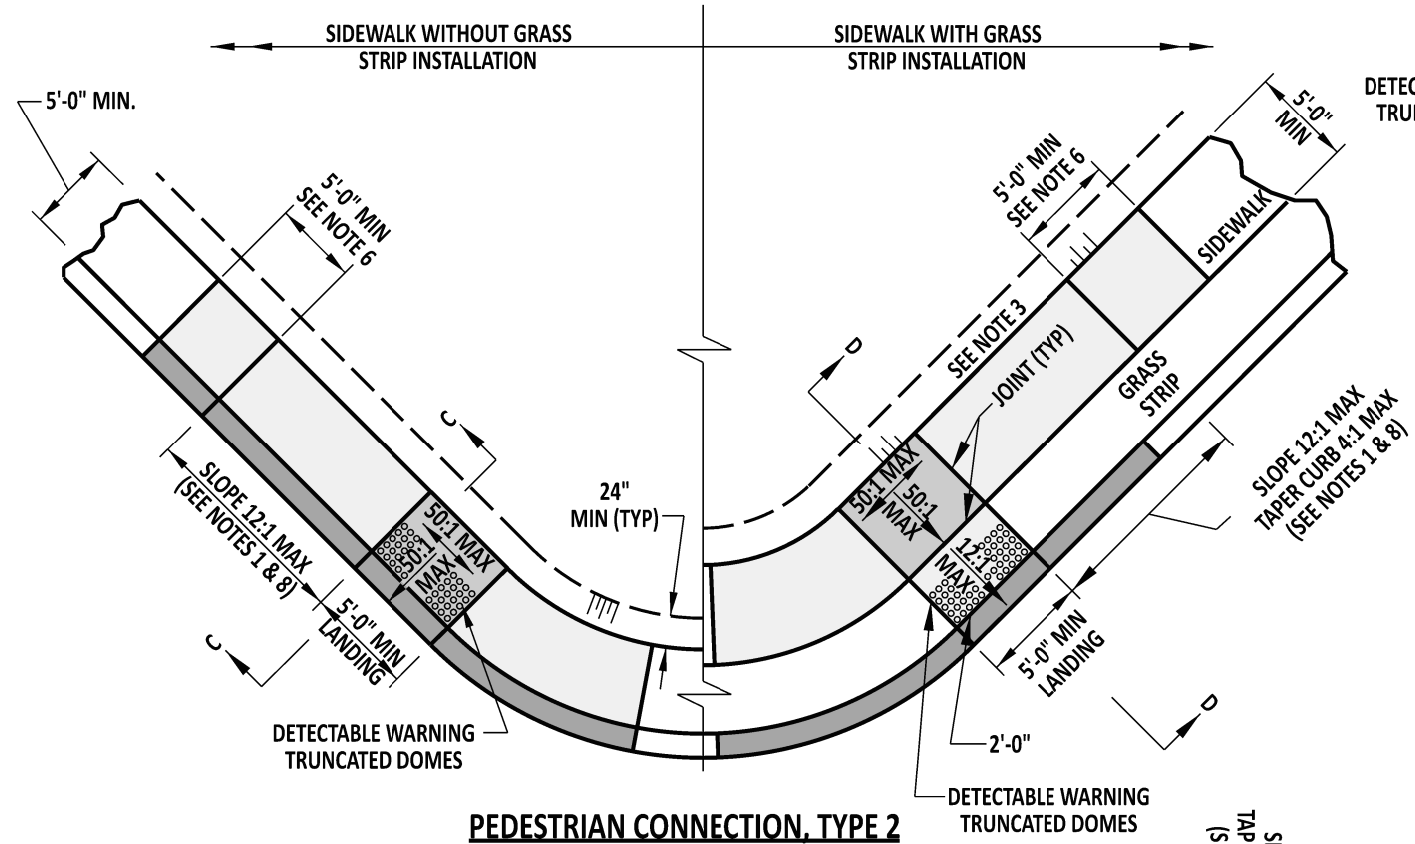 SIDEWALK WITHOUT GRASS
STRIP INSTALLATION
SIDEWALK WITH GRASS
STRIP INSTALLATION
5'-0" MIN.
5'-0" MIN
SEE NOTE 6
5'-0" MIN
SEE NOTE 6
5'-0"
MIN
SIDEWALK
SEE NOTE 3
JOINT (TYP)
GRASS
STRIP
D
C
SLOPE 12:1 MAX
TAPER CURB 4:1 MAX
(SEE NOTES 1 & 8)
SLOPE 12:1 MAX
(SEE NOTES 1 & 8)
24"
MIN (TYP)
50:1 MAX
50:1
MAX
50:1 MAX
50:1
MAX
12:1
MAX
5'-0" MIN
LANDING
5'-0" MIN
LANDING
C
D
DETECTABLE WARNING
TRUNCATED DOMES
2'-0"
DETECTABLE WARNING
TRUNCATED DOMES
PEDESTRIAN CONNECTION, TYPE 2